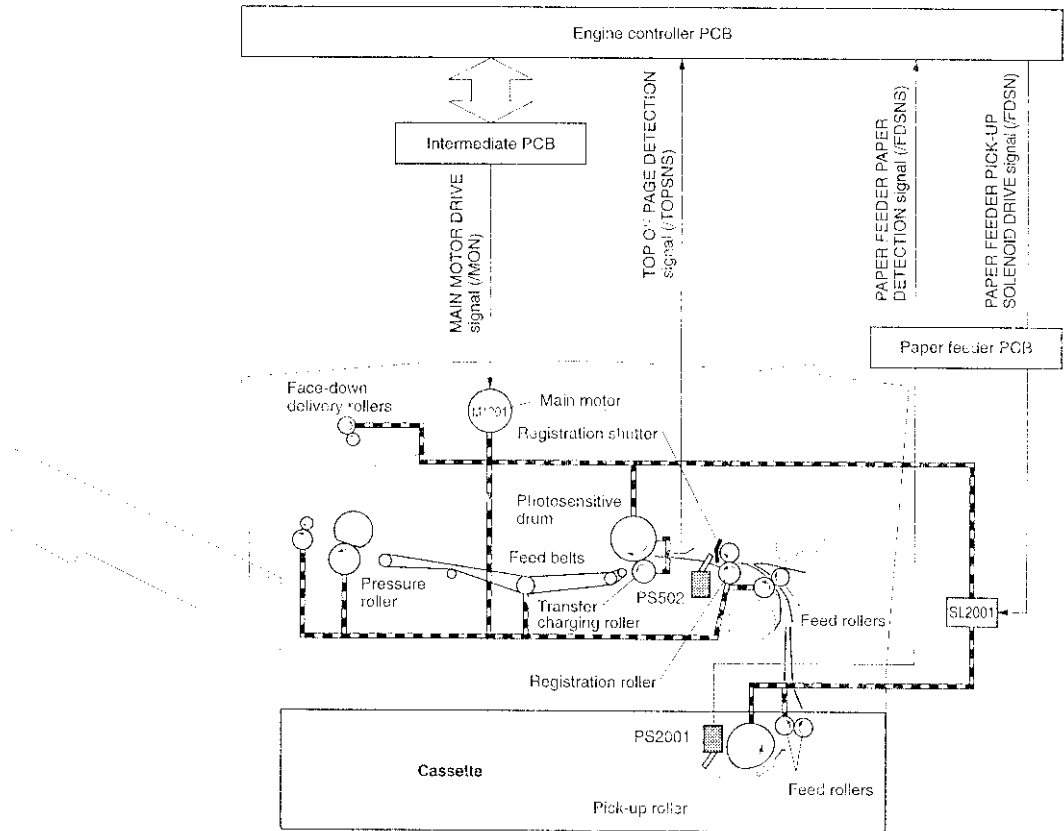 Engine controller PCB
Intermediate PCB
MAIN MOTOR DRIVE
signal (/MON)
TOP OF PAGE DETECTION
signal (/TOPSNS)
PAPER FEEDER PAPER
DETECTION signal (/FDSNS)
PAPER FEEDER PICK-UP
SOLENOID DRIVE signal (/FDSN)
Paper feeder PCB
Face-down
delivery rollers
Main motor
Registration shutter
Photosensitive
drum
Feed belts
Pressure
roller
Transfer
charging roller
PS502
Feed rollers
SL2001
Registration roller
PS2001
Cassette
Pick-up roller
Feed rollers